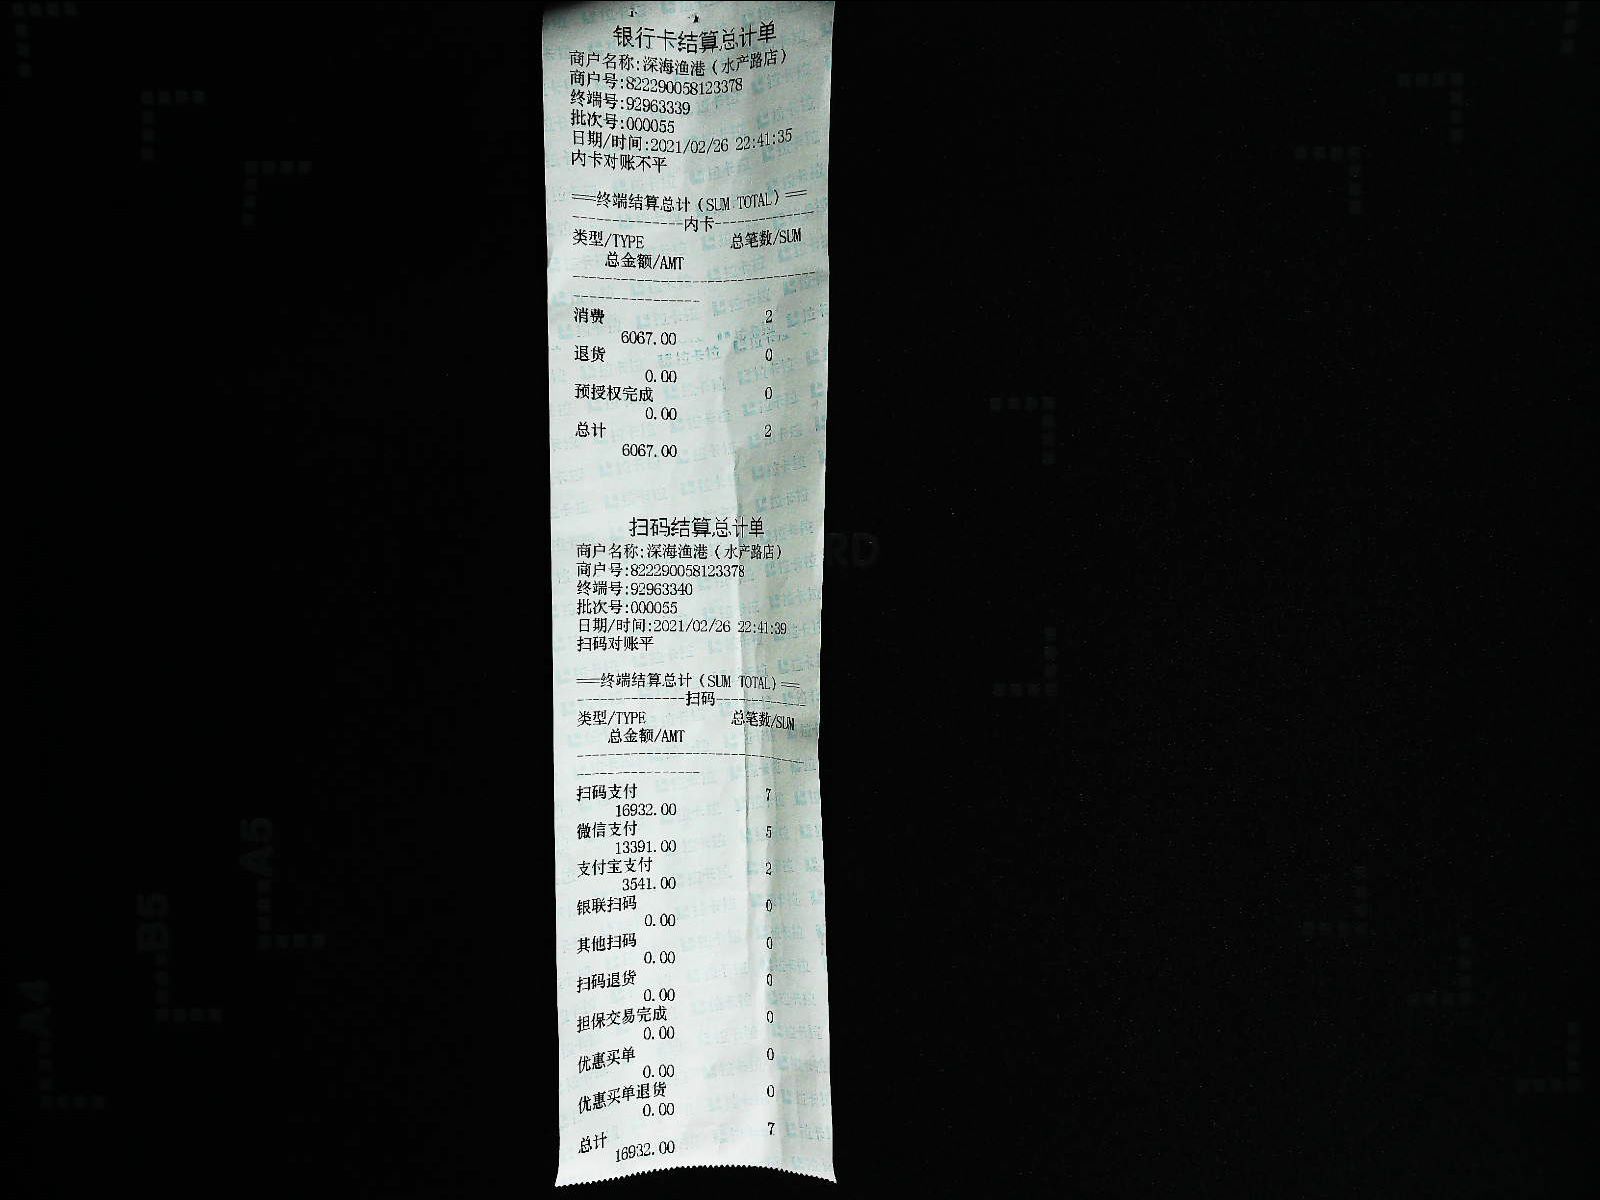 银行卡结算总计单
商户名称:深海渔港(水产路店)
商户号:822290058123378
终端号:92963339
批次号:000055
日期/时间:2021/02/26 22:41:35
内卡对账不平
==终端结算总计(SUM TOTAL)==
---------------内卡---------------
类型/TYPE 总笔数/SUM
总金额/AMT
消费 2
6067.00
退货 0
0.00
预授权完成 0
0.00
总计 2
6067.00
扫码结算总计单
商户名称:深海渔港(水产路店)
商户号:822290058123378
终端号:92963340
批次号:000055
日期/时间:2021/02/26 22:41:39
扫码对账平
==终端结算总计(SUM TOTAL)==
---------------扫码---------------
类型/TYPE 总笔数/SUM
总金额/AMT
扫码支付 7
16932.00
微信支付 5
13391.00
支付宝支付 2
3541.00
银联扫码 0
0.00
其他扫码 0
0.00
扫码退货 0
0.00
担保交易完成 0
0.00
优惠买单 0
0.00
优惠买单退货 0
0.00
总计 7
16932.00
A5
B5
A4